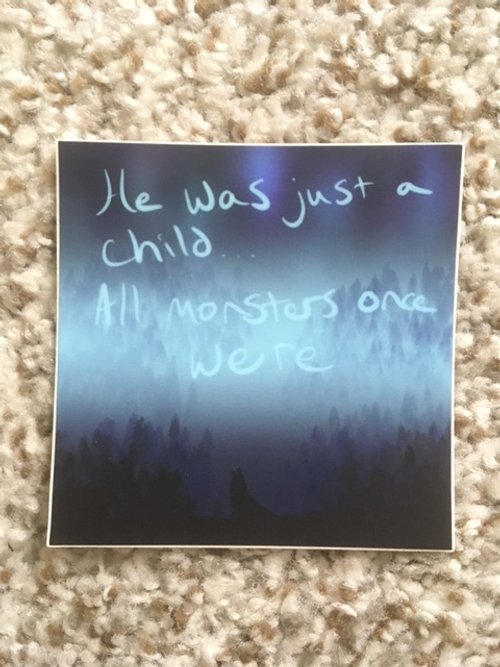 He was just a
child...
All monsters once
were